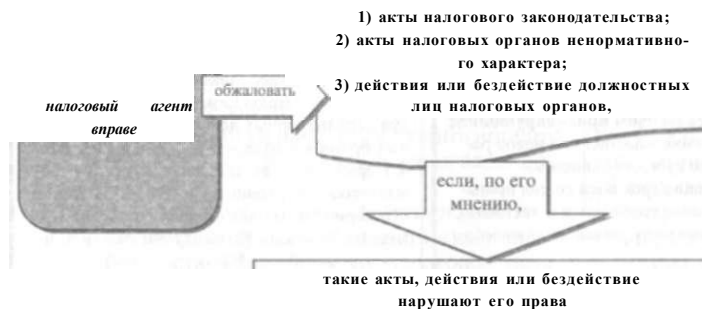 1) акты налогового законодательства;
2) акты налоговых органов ненормативно-
го характера;
3) действия или бездействие должностных
лиц налоговых органов,
обжаловать
налоговый агент
вправе
если, по его
мнению,
такие акты, действия или бездействие
нарушают его права